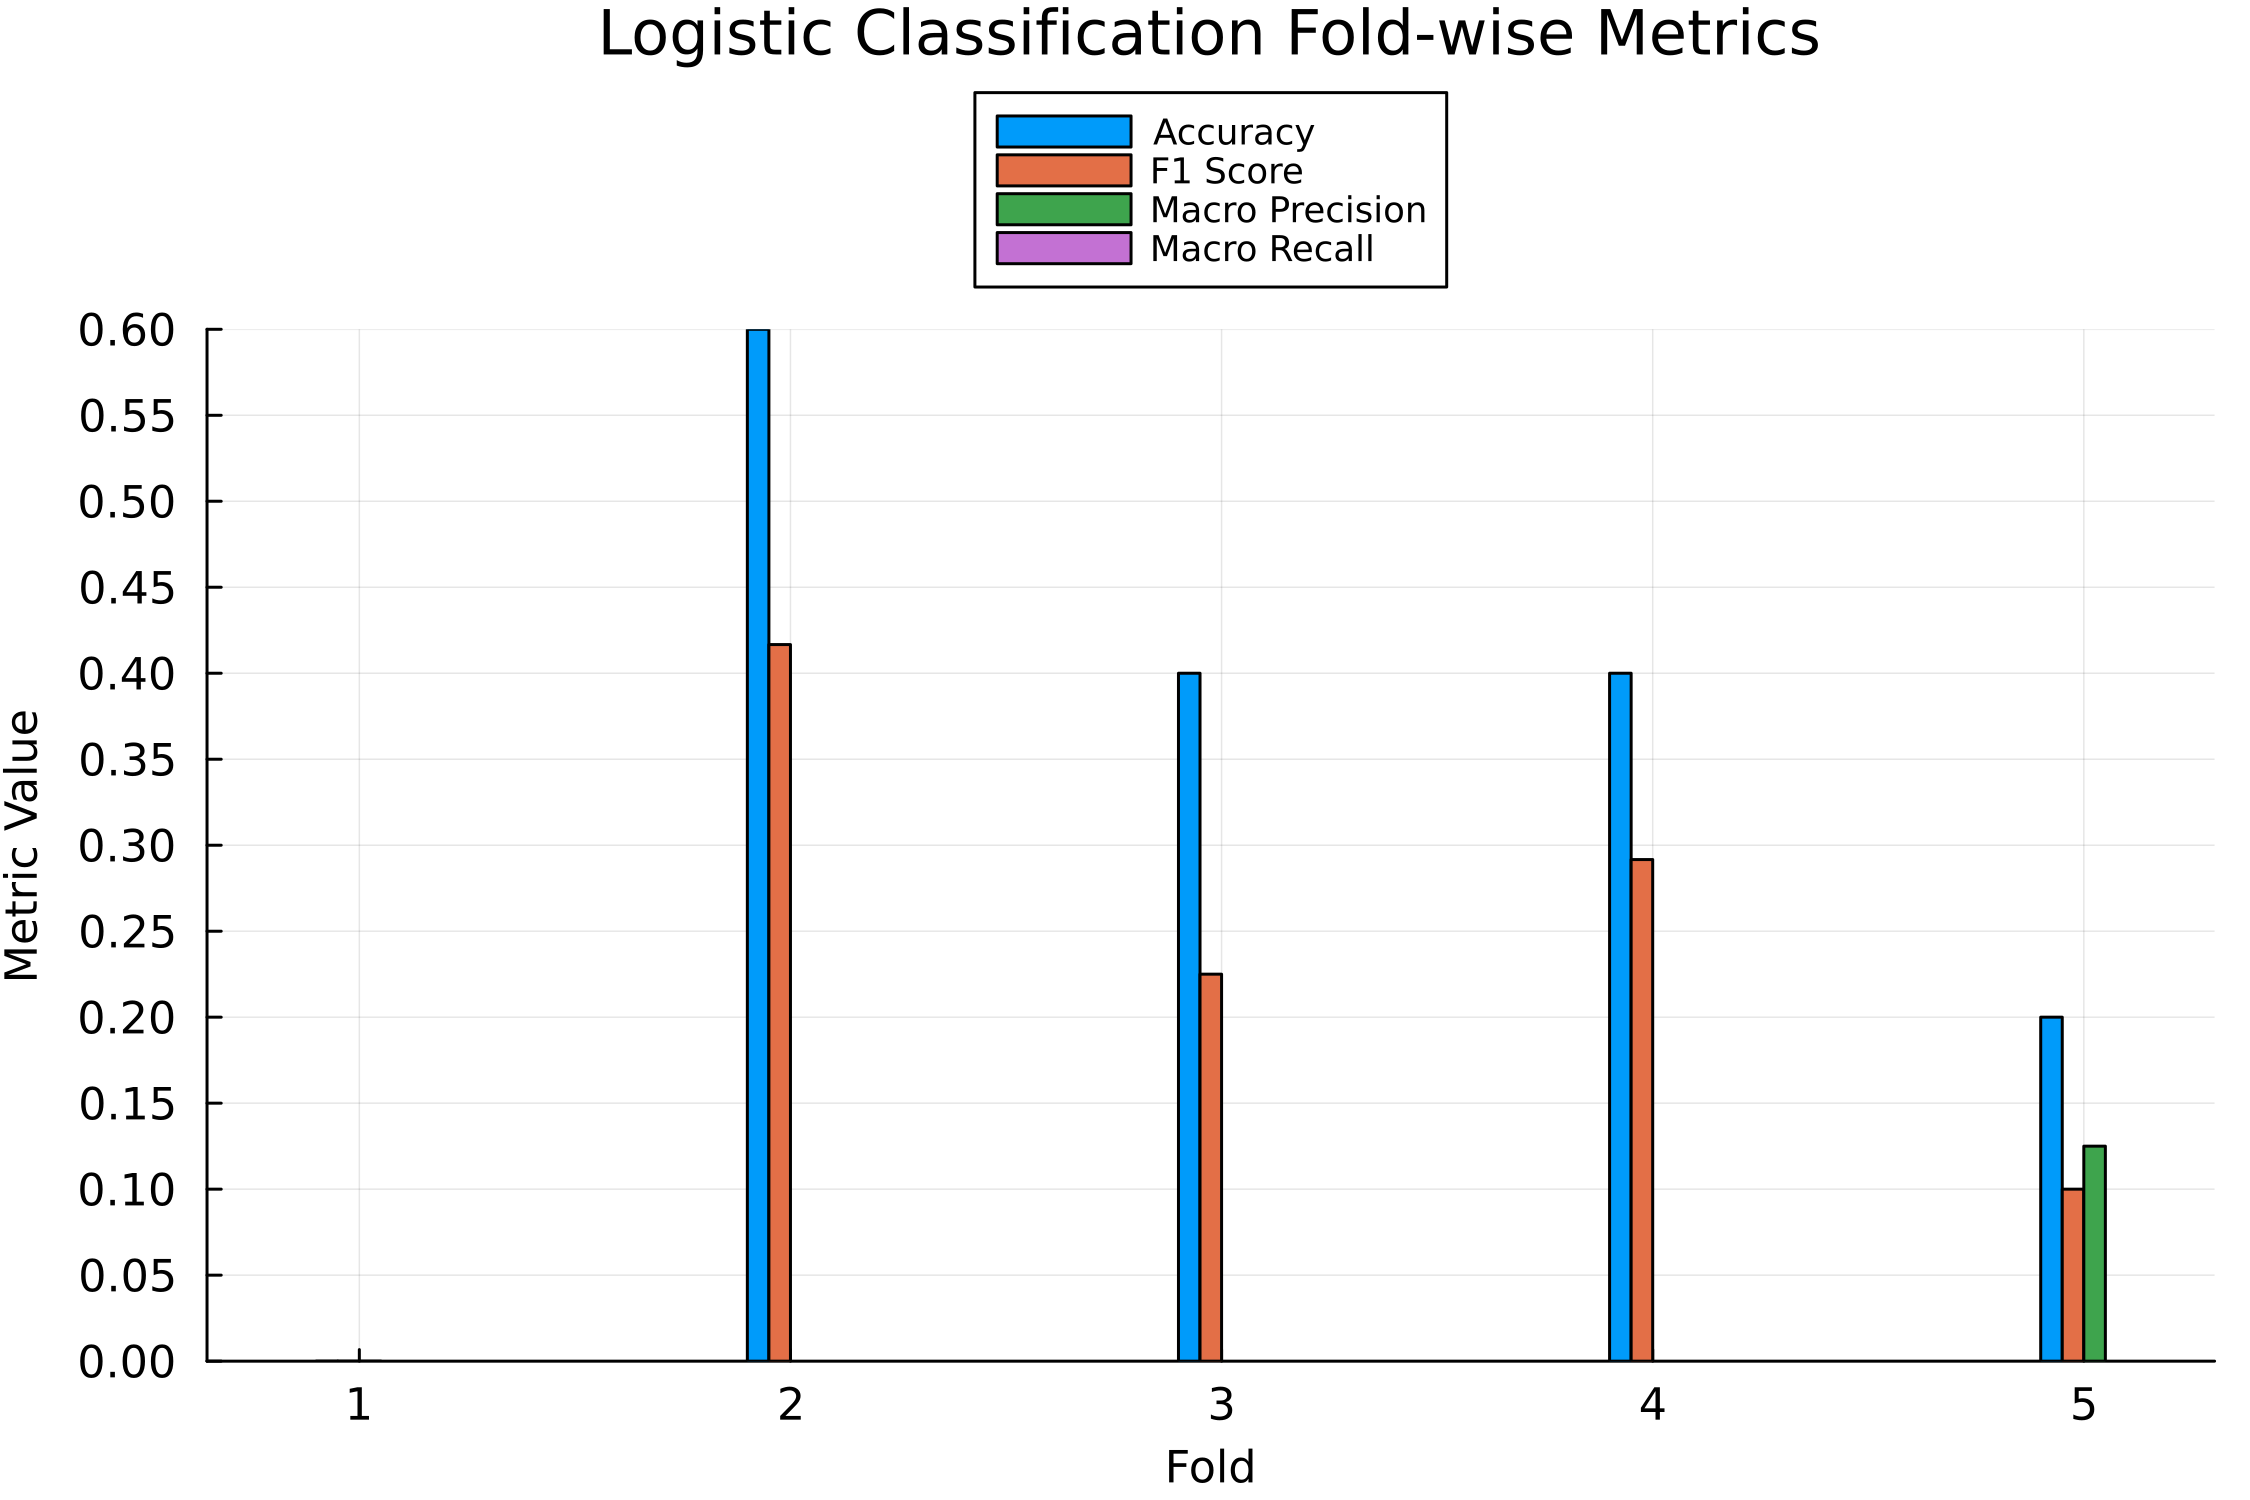 Logistic Classification Fold-wise Metrics
Accuracy
F1 Score
Macro Precision
Macro Recall
0.60
0.55
0.50
0.45
0.40
0.35
0.30
0.25
0.20
0.15
0.10
0.05
0.00
Metric Value
1 2 3 4 5
Fold